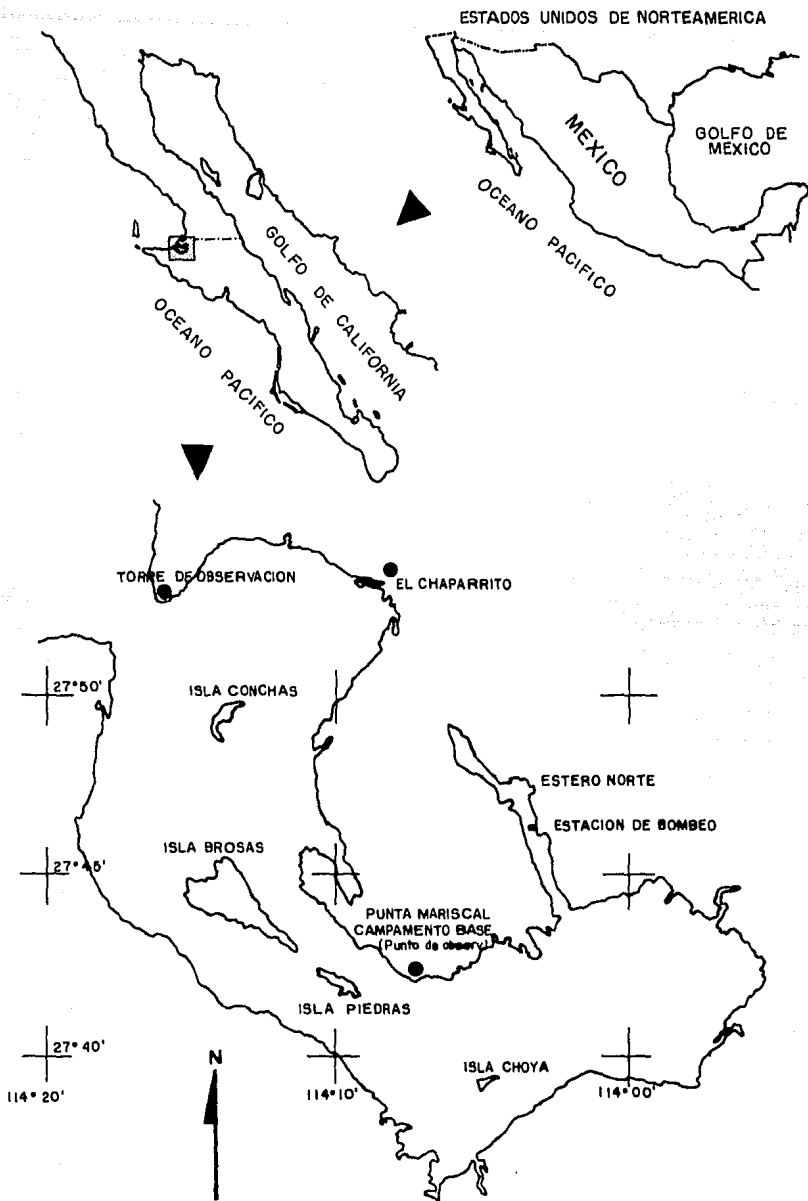 ESTADOS UNIDOS DE NORTEAMERICA
MEXICO
GOLFO DE
MEXICO
OCEANO PACIFICO
GOLFO DE CALIFORNIA
OCEANO PACIFICO
TORRE DE OBSERVACION
EL CHAPARRITO
27° 50'
ISLA CONCHAS
ESTERO NORTE
ESTACION DE BOMBEO
27° 45'
ISLA BROSAS
PUNTA MARISCAL
CAMPAMENTO BASE
(Punto de observ)
ISLA PIEDRAS
27° 40'
N
ISLA CHOYA
114° 20'
114° 10'
114° 00'